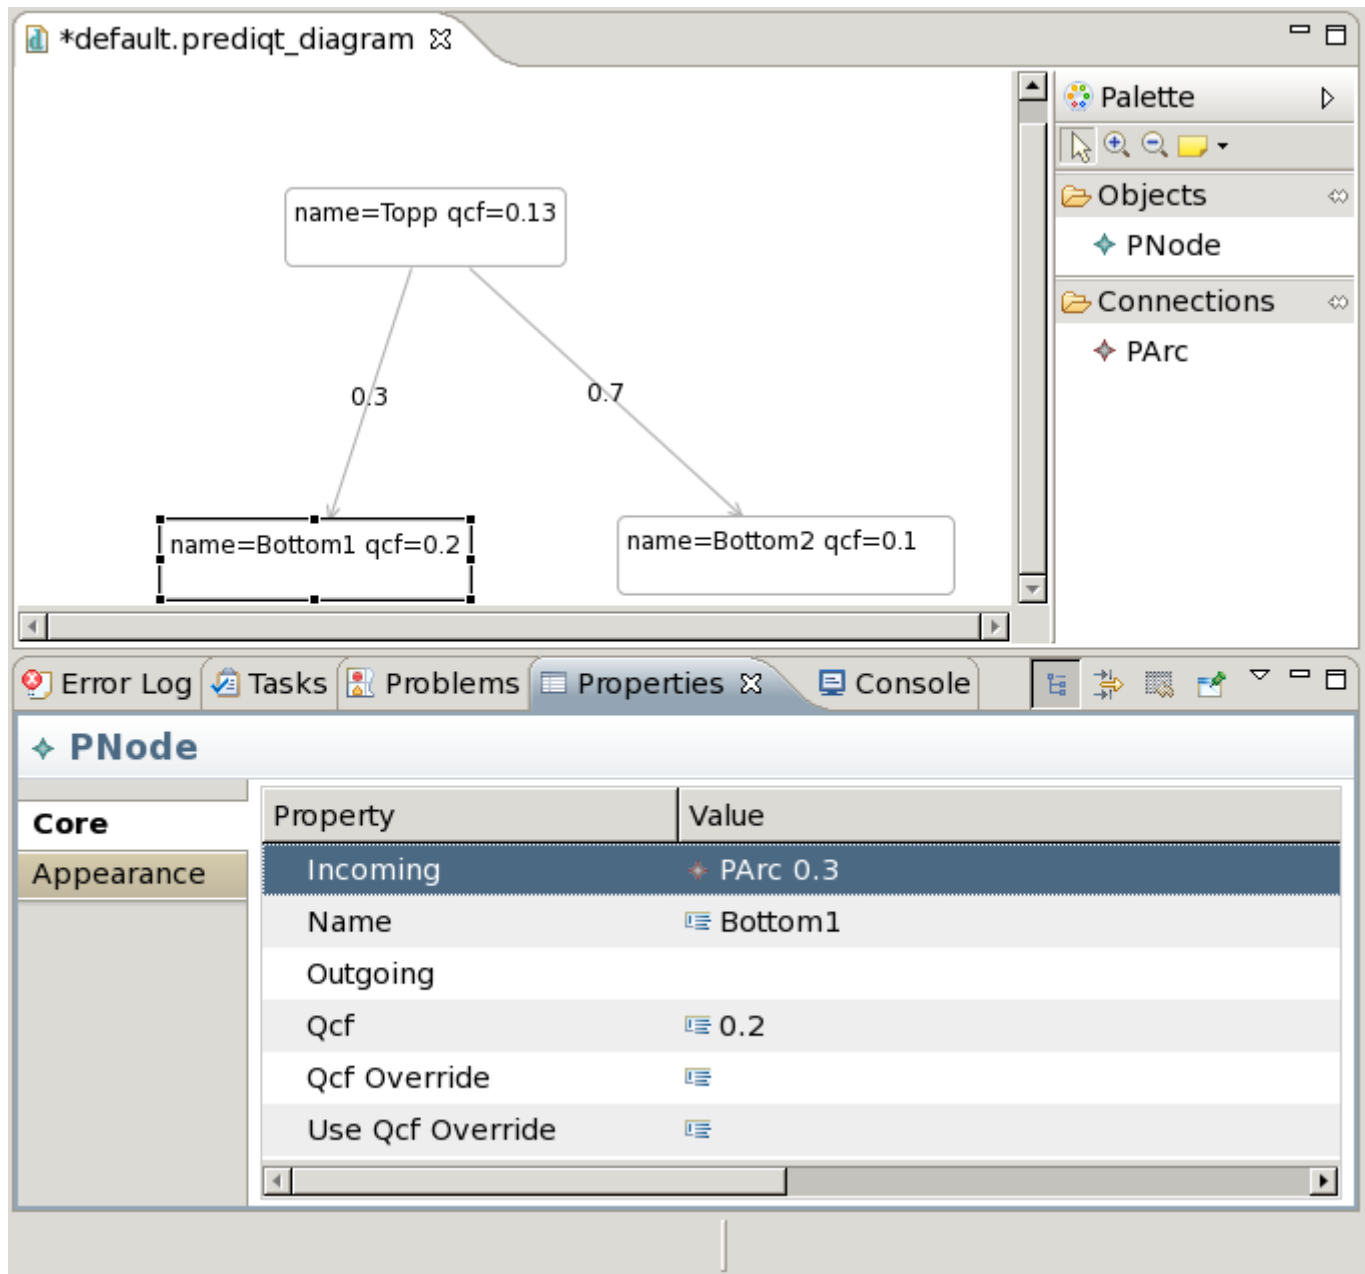 *default.prediqt_diagram
Palette
Objects
PNode
Connections
PArc
name=Topp qcf=0.13
0.3
0.7
name=Bottom1 qcf=0.2
name=Bottom2 qcf=0.1
Error Log Tasks Problems Properties Console
PNode
Core
Appearance
Property Value
Incoming PArc 0.3
Name Bottom1
Outgoing
Qcf 0.2
Qcf Override
Use Qcf Override